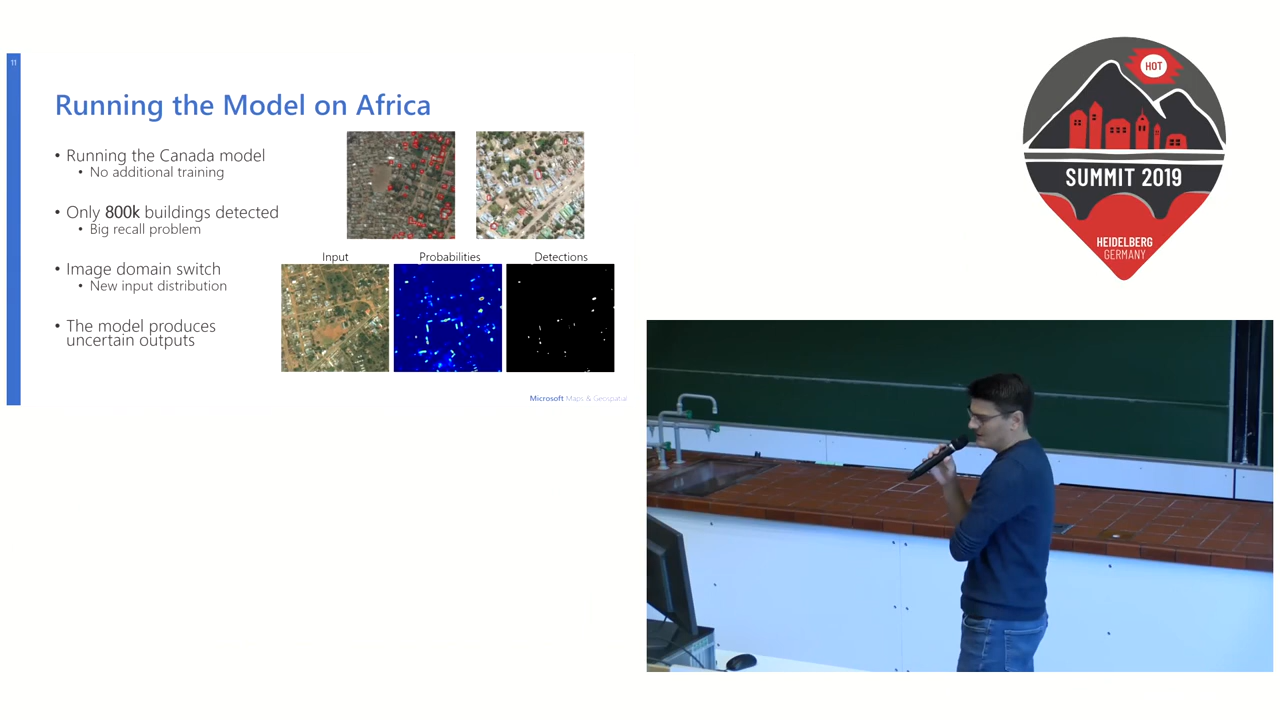 11
Running the Model on Africa
• Running the Canada model
• No additional training
• Only 800k buildings detected
• Big recall problem
• Image domain switch
• New input distribution
• The model produces
uncertain outputs
Input
Probabilities
Detections
Microsoft Maps & Geospatial
HOT
SUMMIT 2019
HEIDELBERG
GERMANY